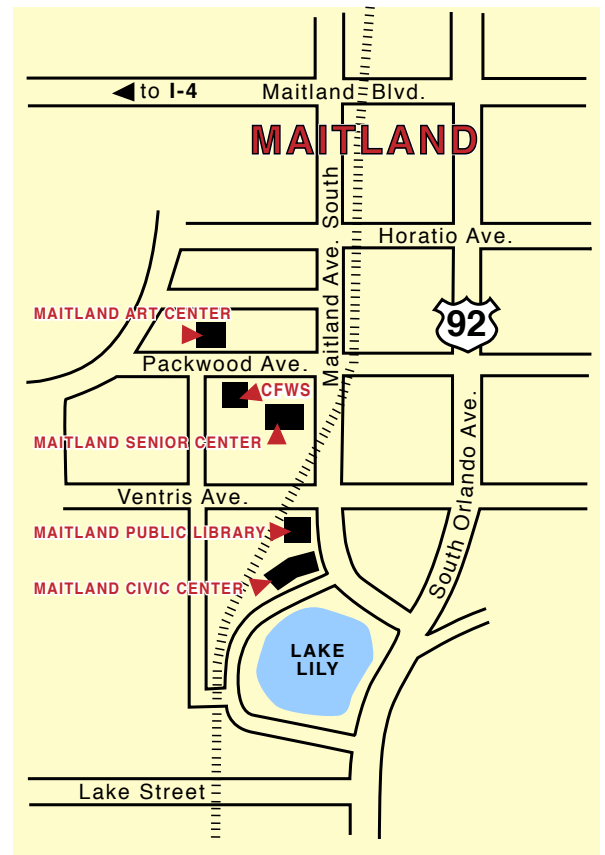 to I-4
Maitland Blvd.
MAITLAND
Maitland Ave. South
Horatio Ave.
MAITLAND ART CENTER
92
Packwood Ave.
CFWS
MAITLAND SENIOR CENTER
South Orlando Ave.
Ventris Ave.
MAITLAND PUBLIC LIBRARY
MAITLAND CIVIC CENTER
LAKE
LILY
Lake Street